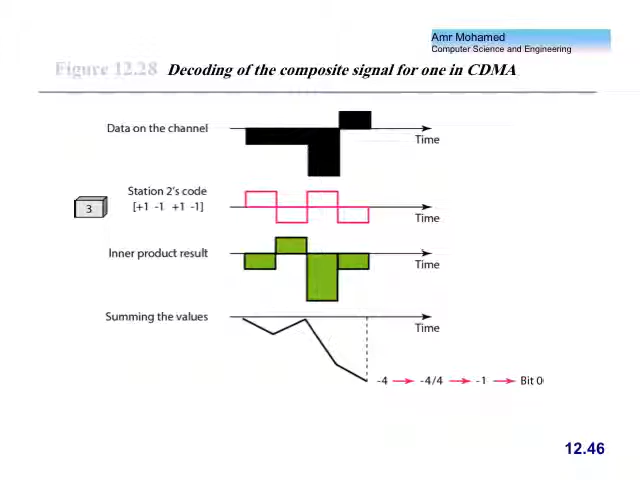 Amr Mohamed
Computer Science and Engineering
Figure 12.28 Decoding of the composite signal for one in CDMA
Data on the channel
Time
Station 2's code
[+1 -1 +1 -1]
3
Time
Inner product result
Time
Summing the values
Time
-4 -4/4 -1 Bit 0
12.46